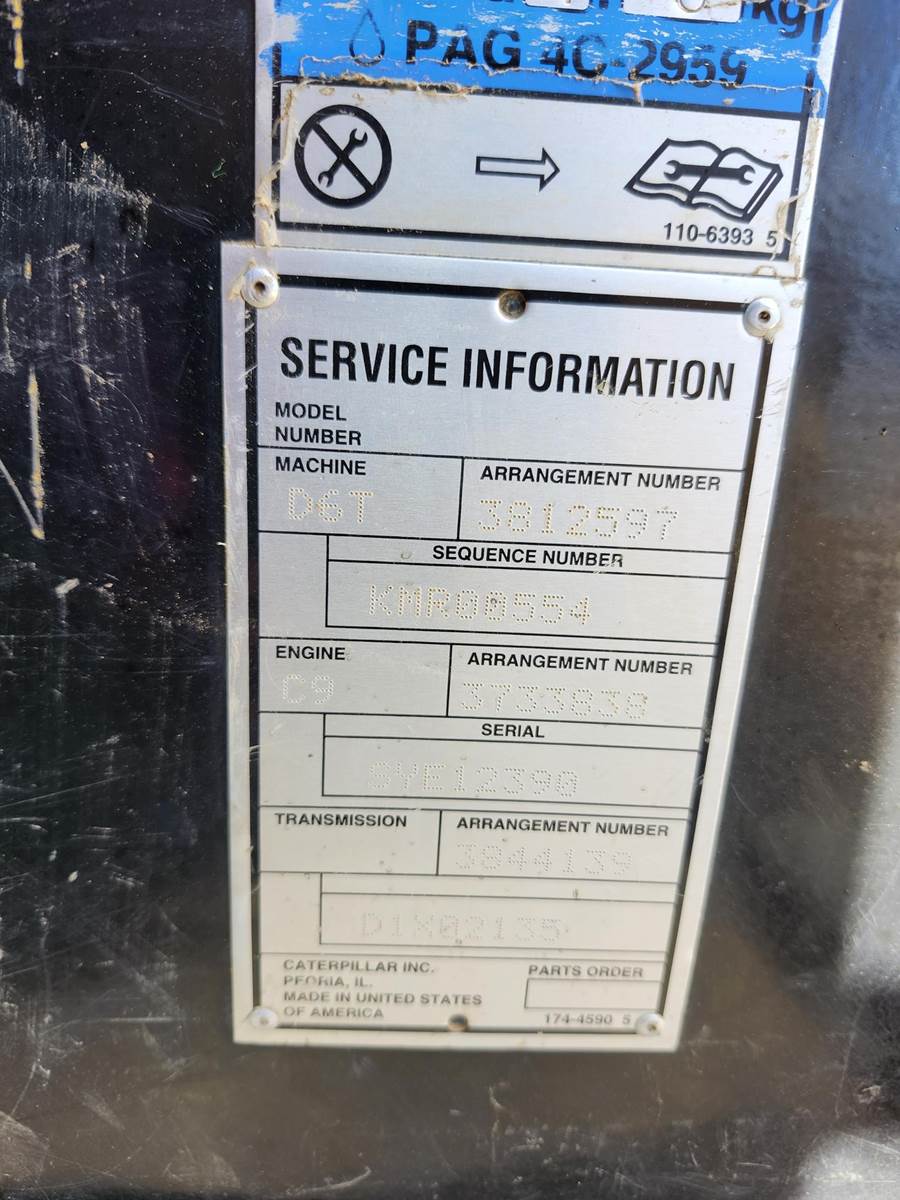 kg
PAG 4C-2959
110-6393 5
SERVICE INFORMATION
MODEL
NUMBER
MACHINE ARRANGEMENT NUMBER
D6T 3812597
SEQUENCE NUMBER
KMR00554
ENGINE ARRANGEMENT NUMBER
C9 3733838
SERIAL
SYE12390
TRANSMISSION ARRANGEMENT NUMBER
3844139
D1X02135
CATERPILLAR INC. PARTS ORDER
PEORIA, IL.
MADE IN UNITED STATES
OF AMERICA 174-4590 5